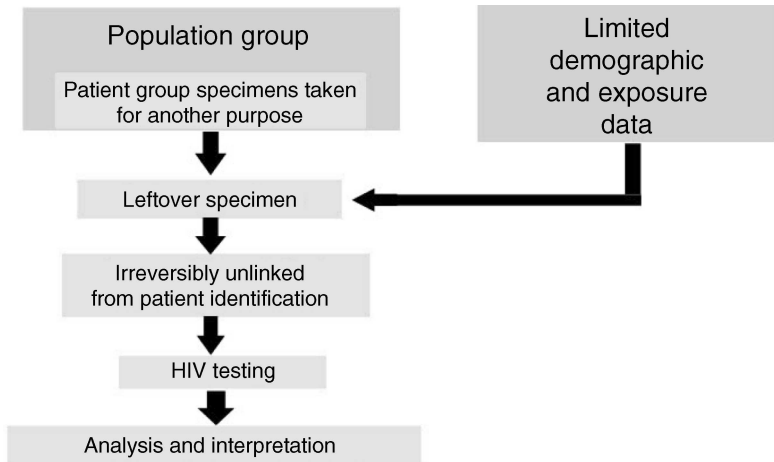 Population group
Patient group specimens taken
for another purpose
Limited
demographic
and exposure
data
Leftover specimen
Irreversibly unlinked
from patient identification
HIV testing
Analysis and interpretation